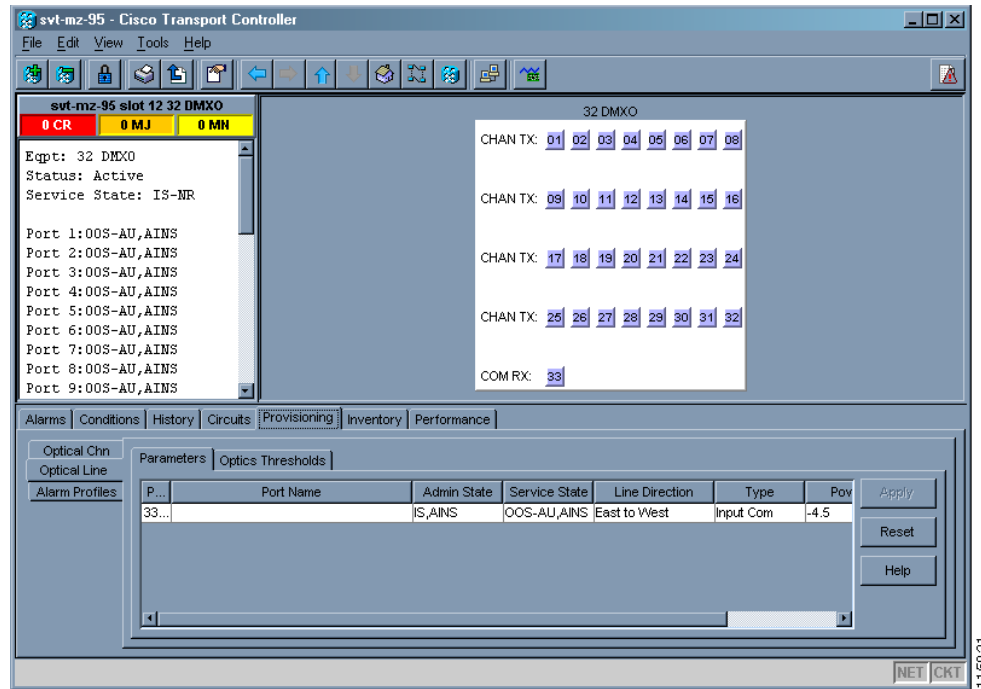 svt-mz-95 - Cisco Transport Controller
File Edit View Tools Help
svt-mz-95 slot 12 32 DMXO
0 CR 0 MJ 0 MN
Eqpt: 32 DMXO
Status: Active
Service State: IS-NR
Port 1:OOS-AU,AINS
Port 2:OOS-AU,AINS
Port 3:OOS-AU,AINS
Port 4:OOS-AU,AINS
Port 5:OOS-AU,AINS
Port 6:OOS-AU,AINS
Port 7:OOS-AU,AINS
Port 8:OOS-AU,AINS
Port 9:OOS-AU,AINS
32 DMXO
CHAN TX: 01 02 03 04 05 06 07 08
CHAN TX: 09 10 11 12 13 14 15 16
CHAN TX: 17 18 19 20 21 22 23 24
CHAN TX: 25 26 27 28 29 30 31 32
COM RX: 33
Alarms Conditions History Circuits Provisioning Inventory Performance
Optical Chn
Optical Line
Alarm Profiles
Parameters Optics Thresholds
P... Port Name Admin State Service State Line Direction Type Pow
33... IS,AINS OOS-AU,AINS East to West Input Com -4.5
Apply
Reset
Help
NET CKT